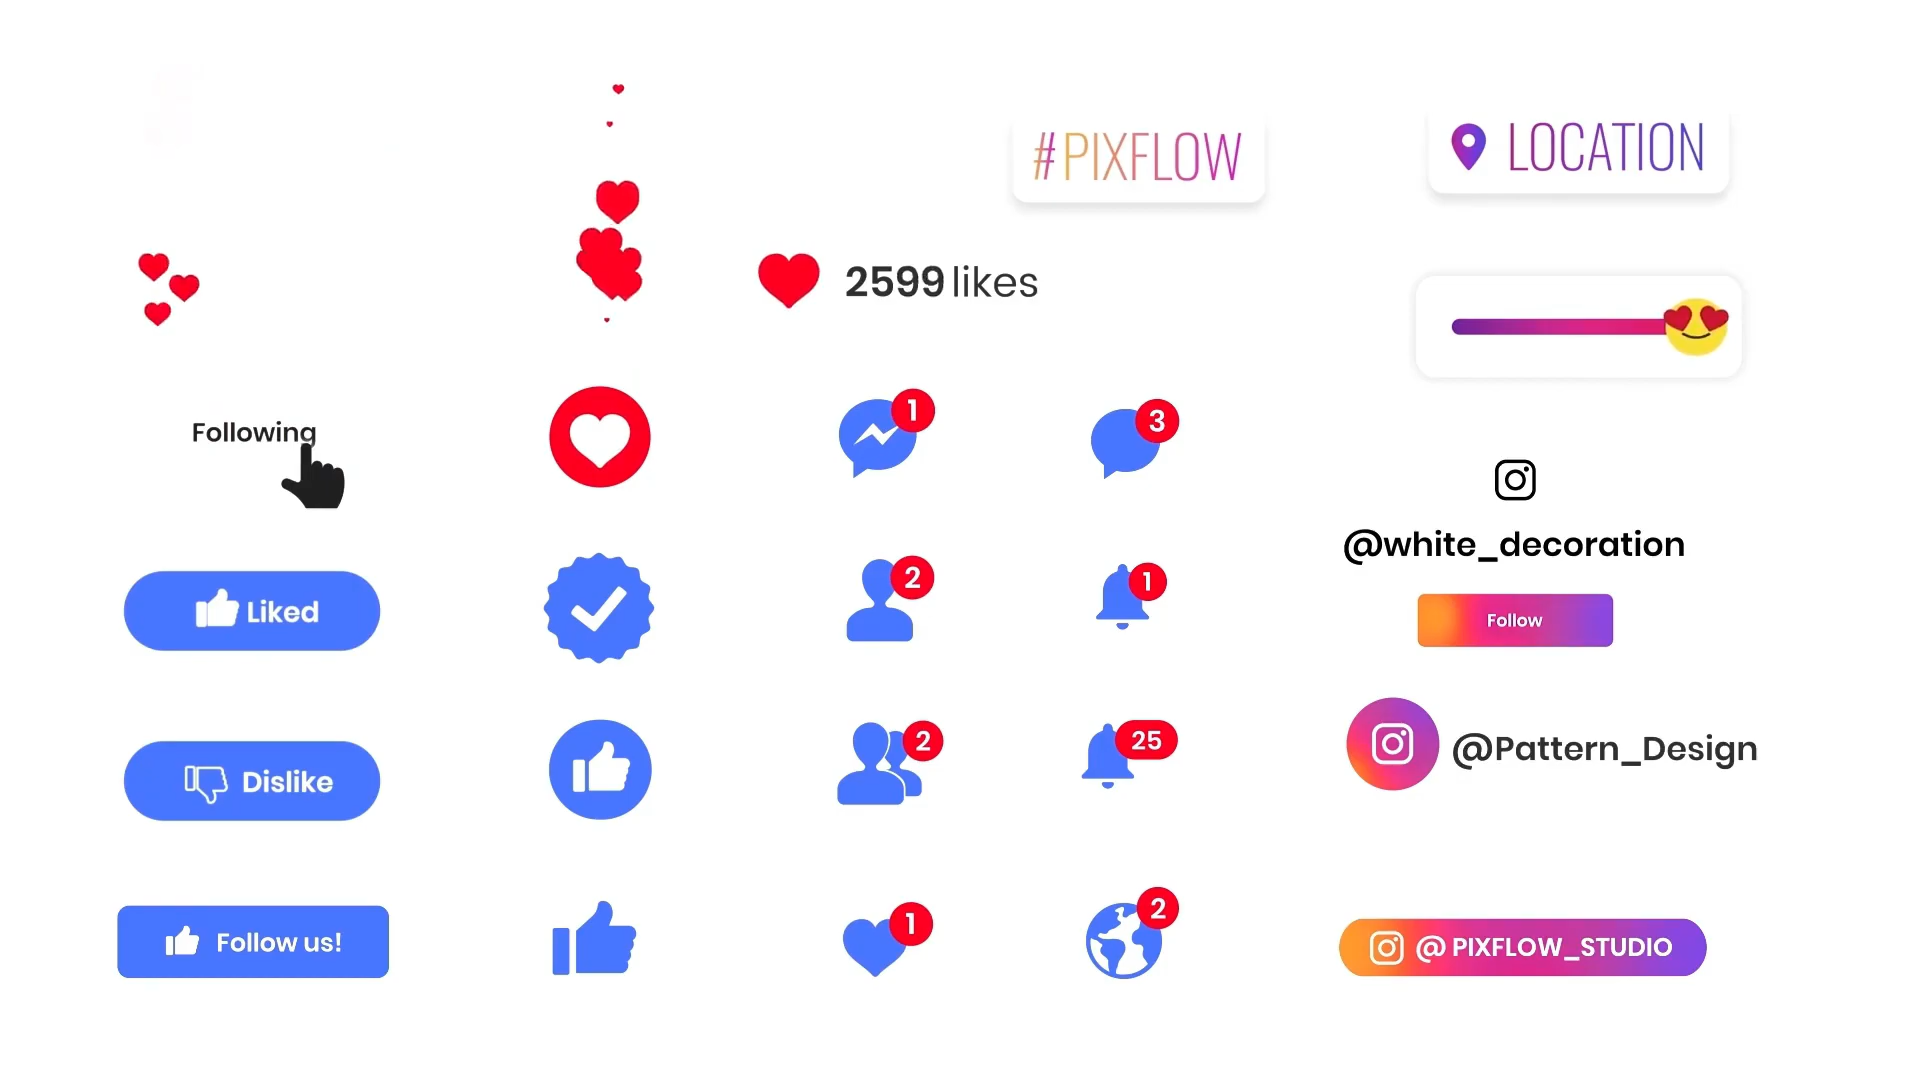 #PIXFLOW
LOCATION
2599 likes
Following
1
3
@white_decoration
Liked
2
1
Follow
Dislike
2
25
@Pattern_Design
Follow us!
1
2
@PIXFLOW_STUDIO